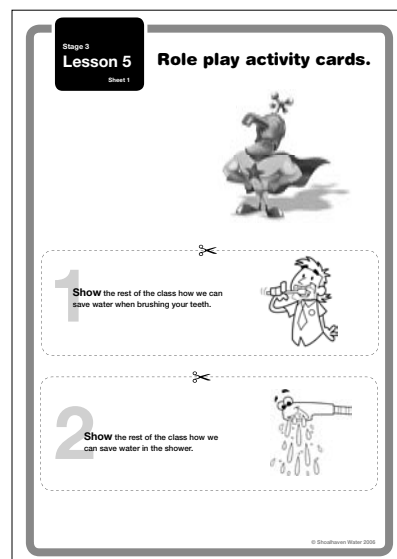 Stage 3
Lesson 5
Sheet 1
Role play activity cards.
1
Show the rest of the class how we can
save water when brushing your teeth.
2
Show the rest of the class how we
can save water in the shower.
© Shoalhaven Water 2006